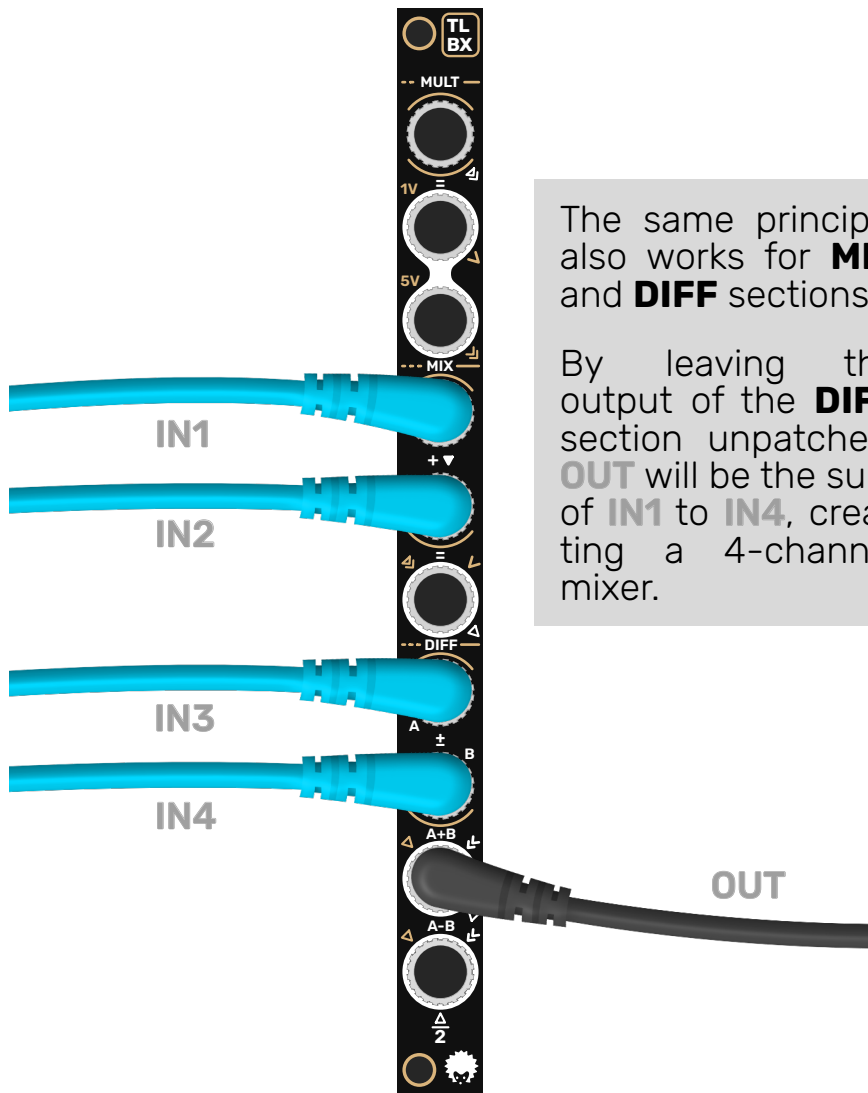 TL
BX
MULT
=
1V
5V
MIX
IN1
+
IN2
=
DIFF
IN3
A
±
B
IN4
A+B
A-B
2
OUT
The same princip
also works for MI
and DIFF sections
By leaving th
output of the DIF
section unpatche
OUT will be the su
of IN1 to IN4, crea
ting a 4-chann
mixer.